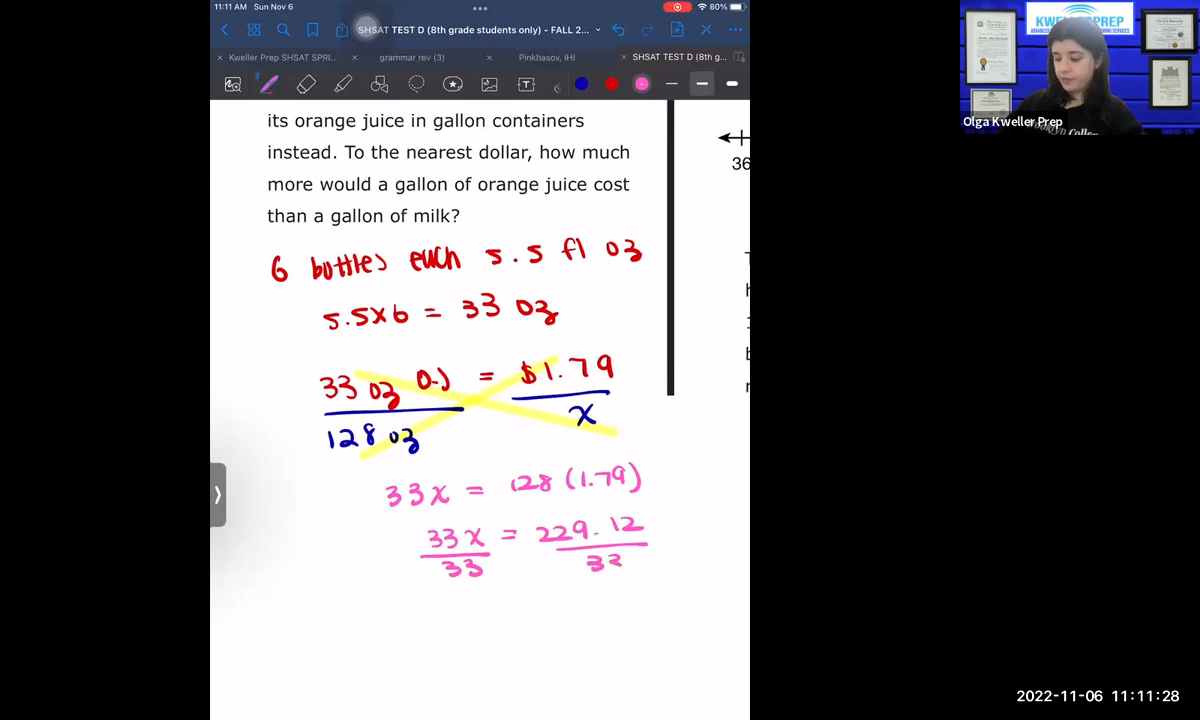 11:11 AM Sun Nov 6
80%
SHSAT TEST D (8th grade students only) - FALL 2...
Kweller Prep SHSAT SPRI...
grammar rev (3)
Pinkhasov, IHI
SHSAT TEST D (8th g...
its orange juice in gallon containers
instead. To the nearest dollar, how much
more would a gallon of orange juice cost
than a gallon of milk?
6 bottles each 5.5 fl oz
5.5x6 = 33 oz
33 oz O.J = $1.79
128 oz x
33x = 128 (1.79)
33x = 229.12
33 33
36
KWELLER PREP
Olga Kweller Prep
2022-11-06 11:11:28